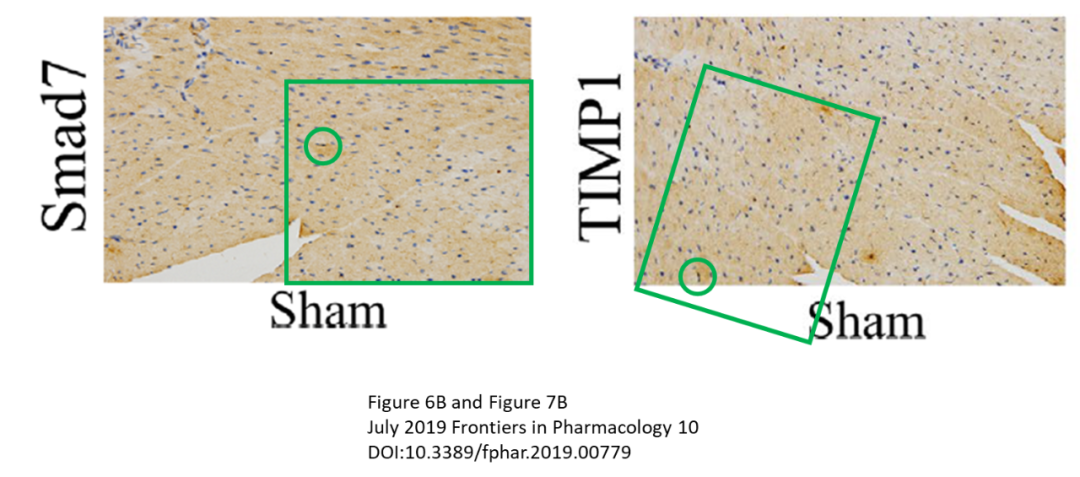 Smad7
Sham
TIMP1
Sham
Figure 6B and Figure 7B
July 2019 Frontiers in Pharmacology 10
DOI:10.3389/fphar.2019.00779